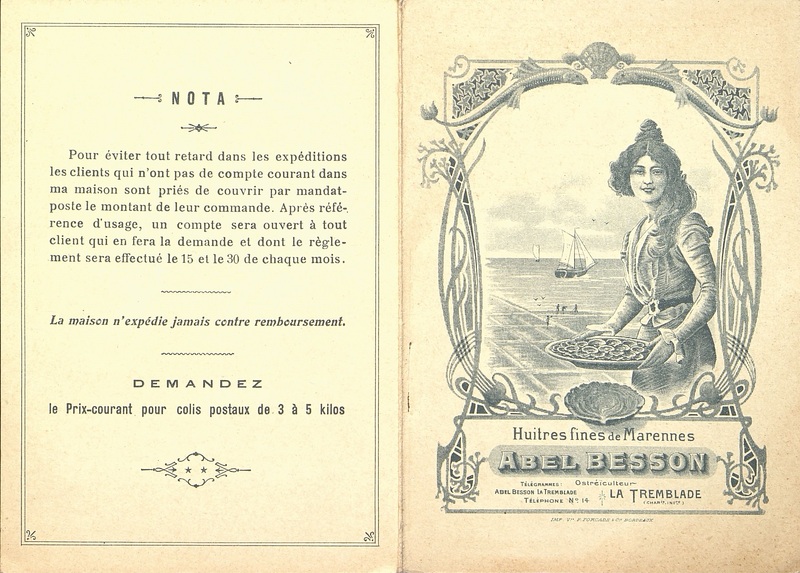 NOTA
Pour éviter tout retard dans les expéditions
les clients qui n'ont pas de compte courant dans
ma maison sont priés de couvrir par mandat-
poste le montant de leur commande. Après réfé-
rence d'usage, un compte sera ouvert à tout
client qui en fera la demande et dont le règle-
ment sera effectué le 15 et le 30 de chaque mois.
La maison n'expédie jamais contre remboursement.
DEMANDEZ
le Prix-courant pour colis postaux de 3 à 5 kilos
Huitres fines de Marennes
ABEL BESSON
Ostréiculteur
TÉLÉGRAMMES:
ABEL BESSON LA TREMBLADE
TÉLÉPHONE No 14
LA TREMBLADE
(CHARTE INFRE)